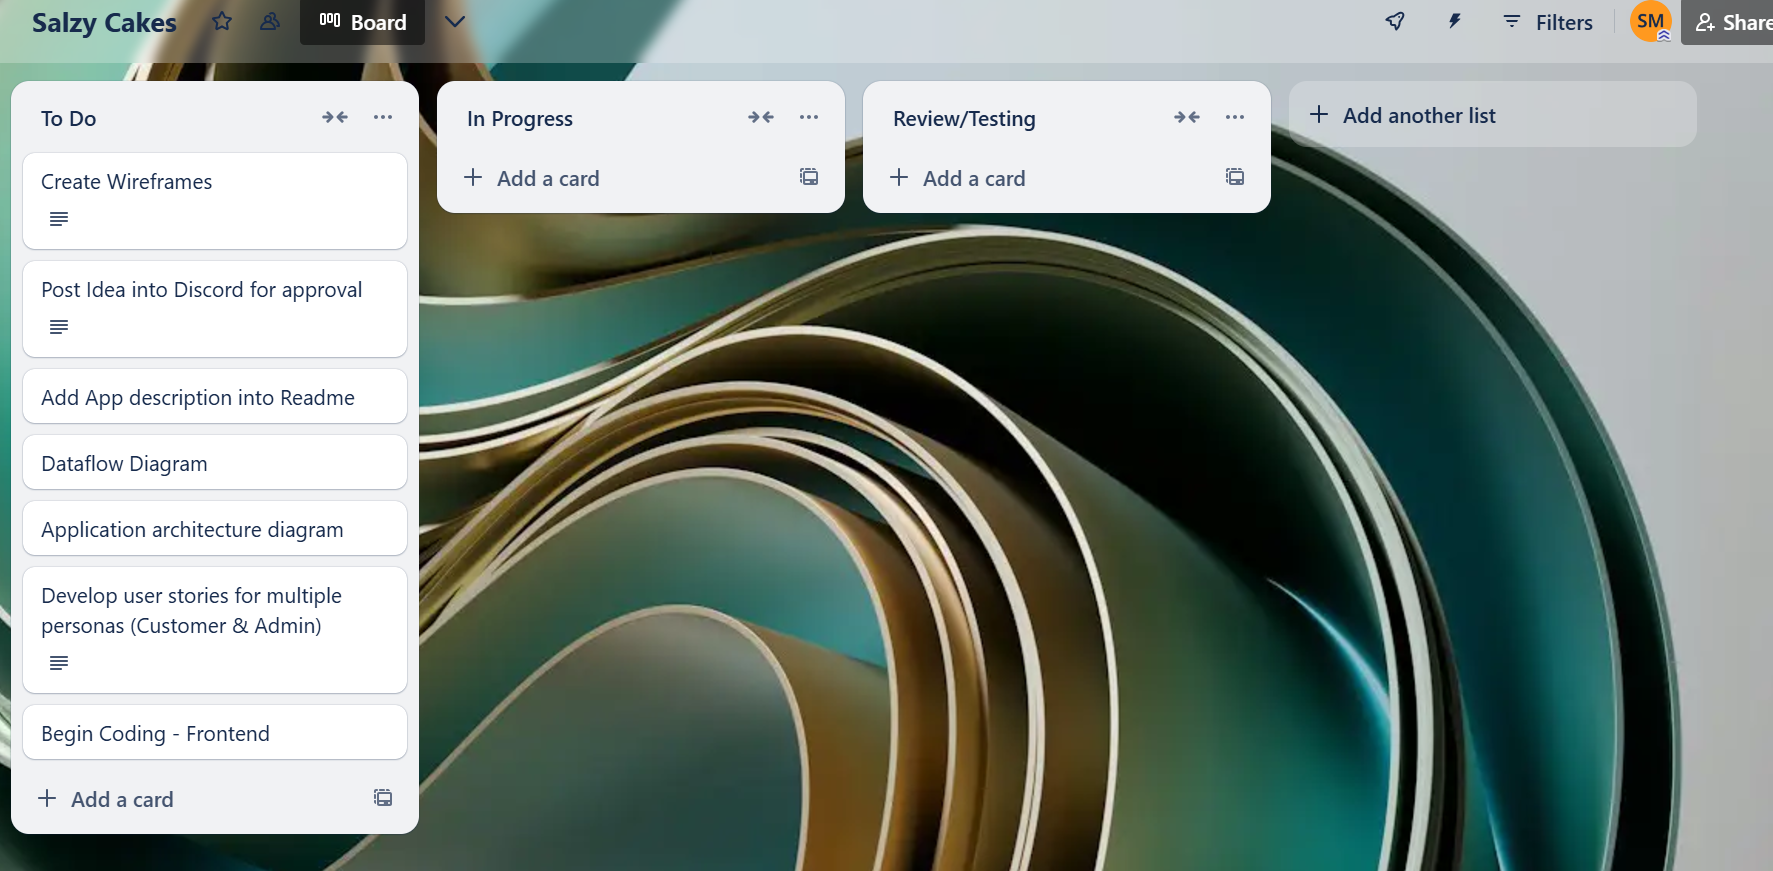 Salzy Cakes
Board
Filters
SM
Share
To Do
Create Wireframes
Post Idea into Discord for approval
Add App description into Readme
Dataflow Diagram
Application architecture diagram
Develop user stories for multiple
personas (Customer & Admin)
Begin Coding - Frontend
Add a card
In Progress
Add a card
Review/Testing
Add a card
Add another list